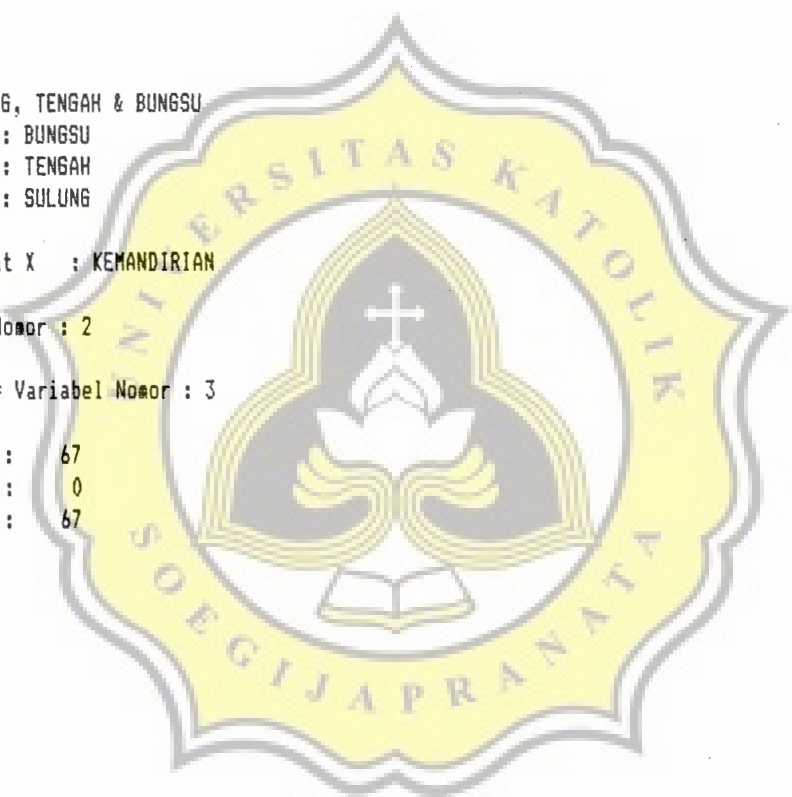 G, TENGAH & BUNGSU
: BUNGSU
: TENGAH
: SULUNG
t X : KEMANDIRIAN
Nomor : 2
= Variabel Nomor : 3
: 67
: 0
: 67
UNIVERSITAS KATOLIK
SOEGIJAPRANATA